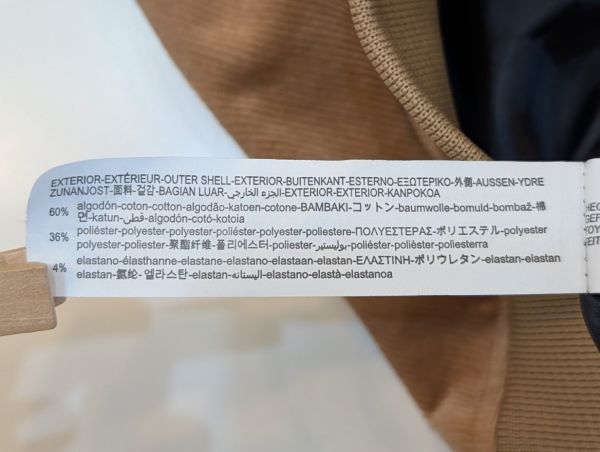 EXTERIOR-EXTÉRIEUR-OUTER SHELL-EXTERIOR-BUITENKANT-ESTERNO-ΕΞΩΤΕΡΙΚΟ-外側-AUSSEN-YDRE
ZUNANJOST-面料-겉감-BAGIAN LUAR-الجزء الخارجي-EXTERIOR-EXTERIOR-KANPOKOA
60% algodón-coton-cotton-algodão-katoen-cotone-ΒΑΜΒΑΚΙ-コットン-baumwolle-bomuld-bombaž-棉
면-katun-قطن-algodón-cotó-kotoia
36% poliéster-polyester-polyester-poliéster-polyester-poliestere-ΠΟΛΥΕΣΤΕΡΑΣ-ポリエステル-polyester
polyester-poliester-聚酯纤维-폴리에스터-poliester-بوليستير-poliéster-polièster-poliesterra
4% elastano-élasthanne-elastane-elastano-elastaan-elastan-ΕΛΑΣΤΙΝΗ-ポリウレタン-elastan-elastan
elastan-氨纶-엘라스탄-elastan-اليستانه-elastano-elastà-elastanoa